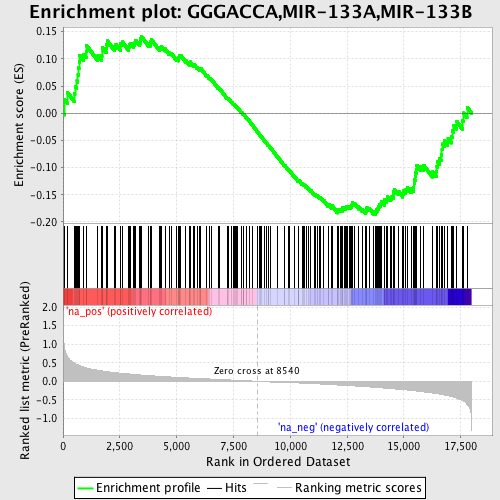 Enrichment plot: GGGACCA,MIR-133A,MIR-133B
Enrichment score (ES)
0.15
0.10
0.05
0.00
-0.05
-0.10
-0.15
-0.20
'na_pos' (positively correlated)
Ranked list metric (PreRanked)
2.0
1.5
1.0
0.5
0.0
-0.5
-1.0
Zero cross at 8540
'na_neg' (negatively correlated)
0
2,500
5,000
7,500
10,000
12,500
15,000
17,500
Rank in Ordered Dataset
Enrichment profile
Hits
Ranking metric scores